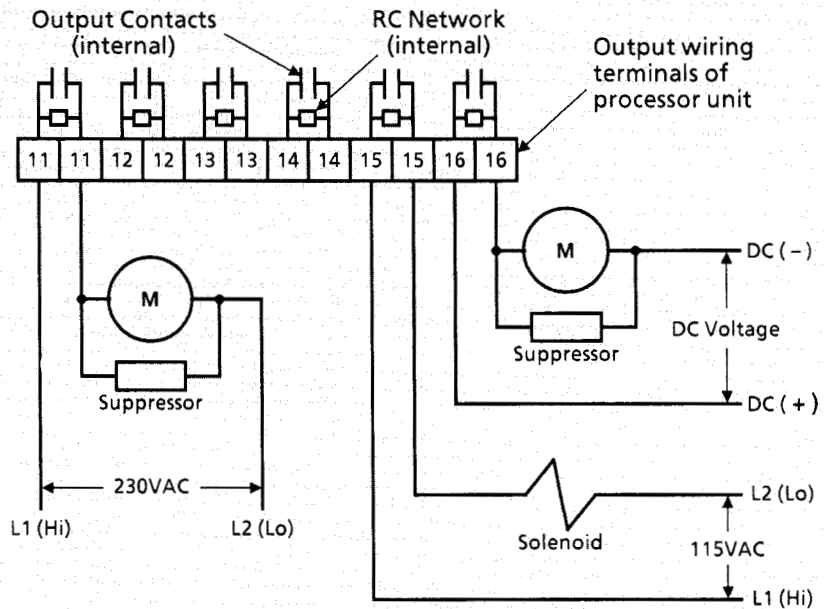 Output Contacts
(internal)
RC Network
(internal)
Output wiring
terminals of
processor unit
11 11 12 12 13 13 14 14 15 15 16 16
M
Suppressor
230VAC
L1 (Hi)
L2 (Lo)
M
Suppressor
DC (-)
DC Voltage
DC (+)
Solenoid
L2 (Lo)
115VAC
L1 (Hi)